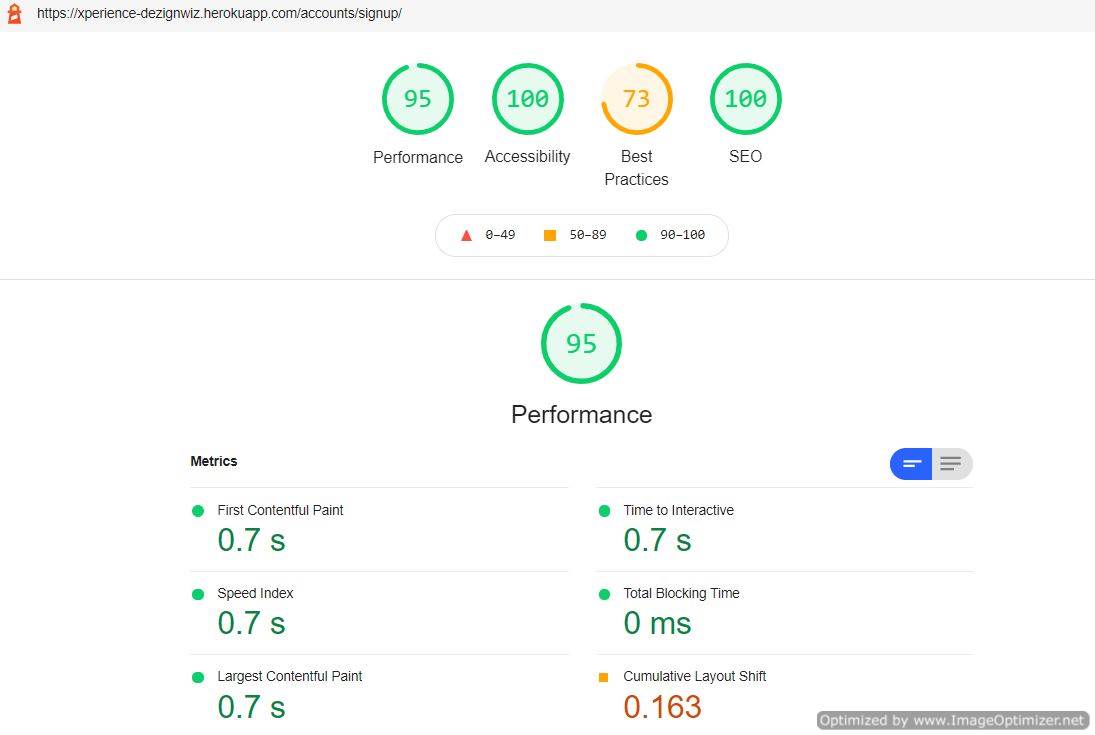 https://xperience-dezignwiz.herokuapp.com/accounts/signup/
95 100 73 100
Performance Accessibility Best Practices SEO
0–49 50–89 90–100
95
Performance
Metrics
First Contentful Paint
0.7 s
Time to Interactive
0.7 s
Speed Index
0.7 s
Total Blocking Time
0 ms
Largest Contentful Paint
0.7 s
Cumulative Layout Shift
0.163
Optimized by www.ImageOptimizer.net